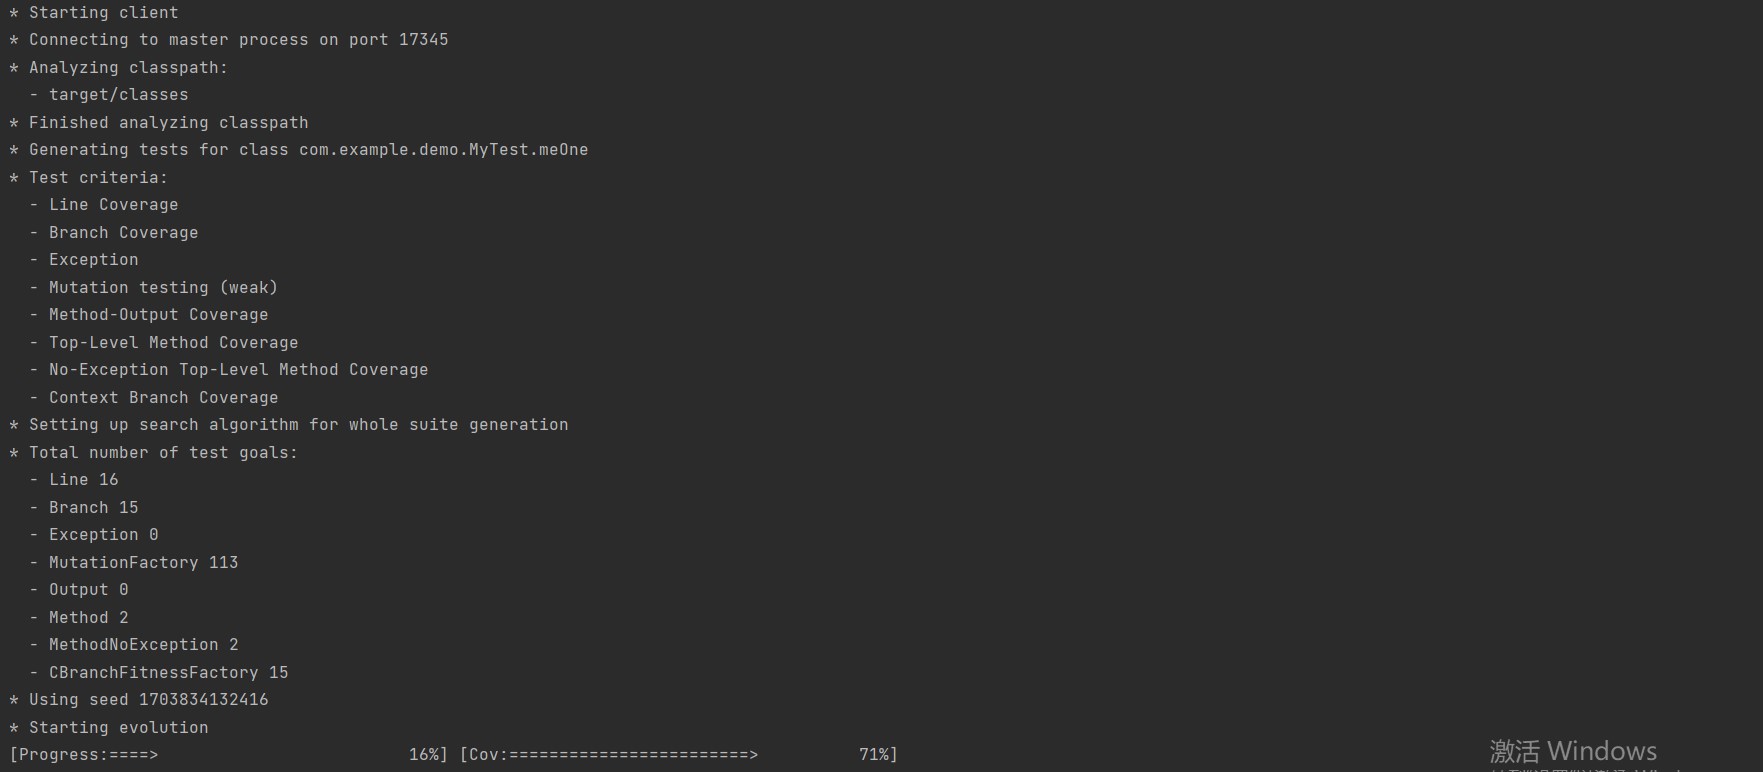 * Starting client
* Connecting to master process on port 17345
* Analyzing classpath:
  - target/classes
* Finished analyzing classpath
* Generating tests for class com.example.demo.MyTest.meOne
* Test criteria:
  - Line Coverage
  - Branch Coverage
  - Exception
  - Mutation testing (weak)
  - Method-Output Coverage
  - Top-Level Method Coverage
  - No-Exception Top-Level Method Coverage
  - Context Branch Coverage
* Setting up search algorithm for whole suite generation
* Total number of test goals:
  - Line 16
  - Branch 15
  - Exception 0
  - MutationFactory 113
  - Output 0
  - Method 2
  - MethodNoException 2
  - CBranchFitnessFactory 15
* Using seed 1703834132416
* Starting evolution
[Progress:====>                         16%] [Cov:========================>          71%]
激活 Windows